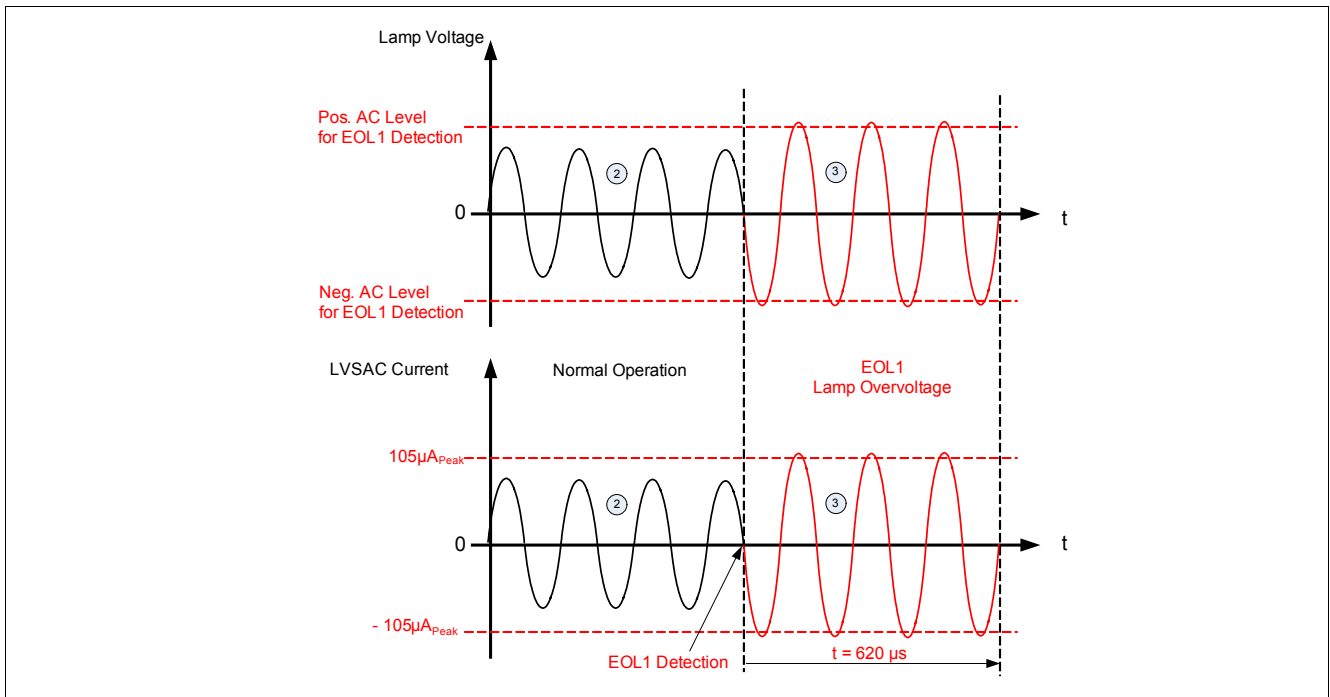 Lamp Voltage
Pos. AC Level
for EOL1 Detection
2
3
0
t
Neg. AC Level
for EOL1 Detection
LVSAC Current
Normal Operation
EOL1
Lamp Overvoltage
105µAPeak
2
3
0
t
- 105µAPeak
EOL1 Detection
t = 620 µs